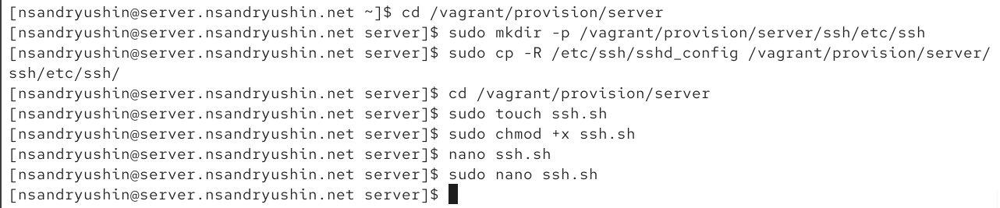 [nsandryushin@server.nsandryushin.net ~]$ cd /vagrant/provision/server
[nsandryushin@server.nsandryushin.net server]$ sudo mkdir -p /vagrant/provision/server/ssh/etc/ssh
[nsandryushin@server.nsandryushin.net server]$ sudo cp -R /etc/ssh/sshd_config /vagrant/provision/server/
ssh/etc/ssh/
[nsandryushin@server.nsandryushin.net server]$ cd /vagrant/provision/server
[nsandryushin@server.nsandryushin.net server]$ sudo touch ssh.sh
[nsandryushin@server.nsandryushin.net server]$ sudo chmod +x ssh.sh
[nsandryushin@server.nsandryushin.net server]$ nano ssh.sh
[nsandryushin@server.nsandryushin.net server]$ sudo nano ssh.sh
[nsandryushin@server.nsandryushin.net server]$